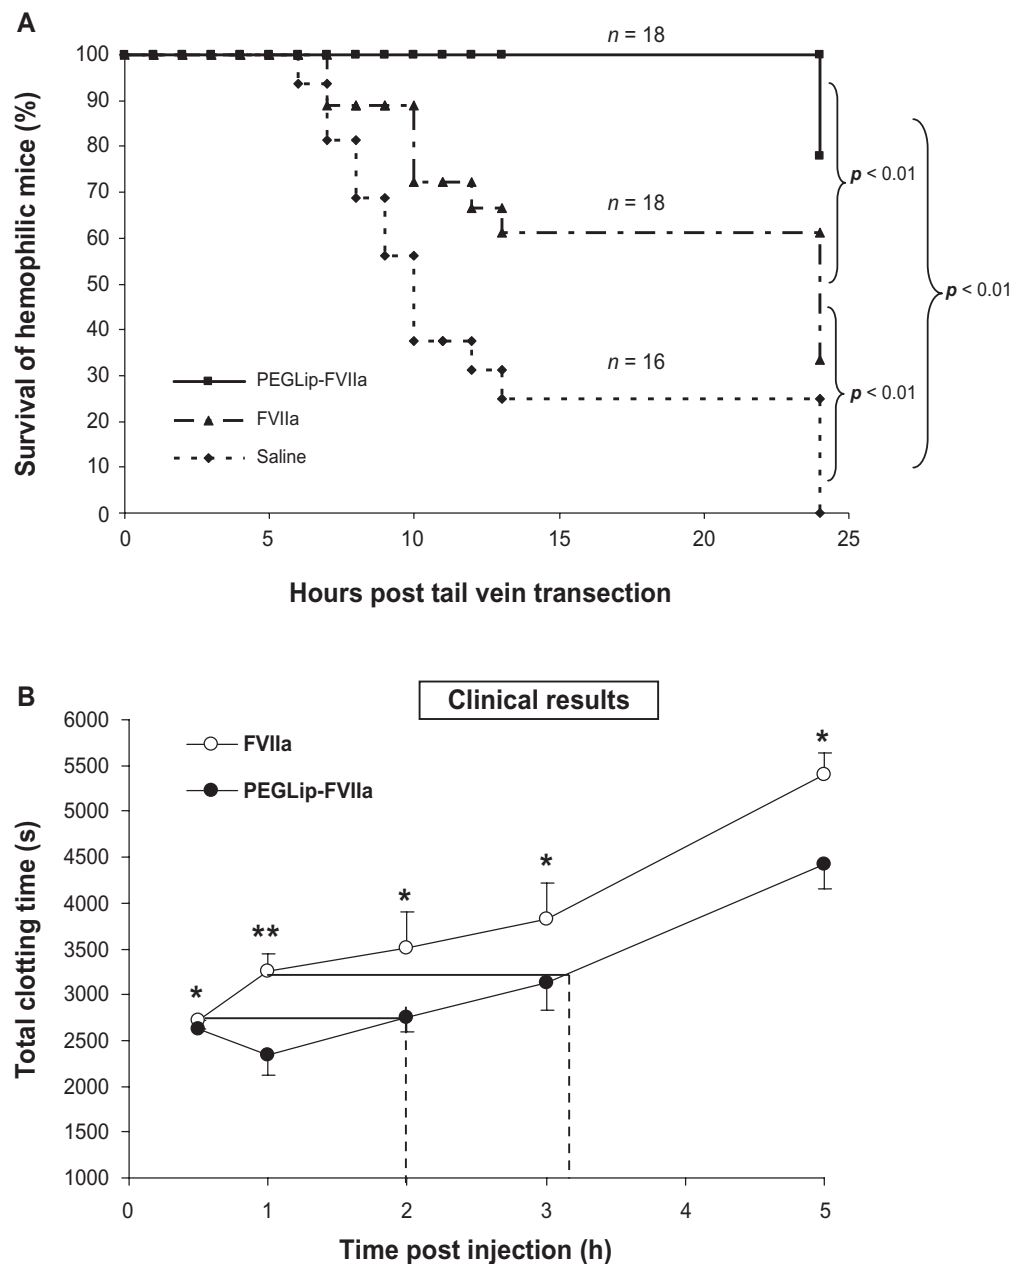 A
n = 18
100
90
80
p < 0.01
70
n = 18
60
50
p < 0.01
40
n = 16
30
PEGLip-FVIIa
p < 0.01
20
FVIIa
10
Saline
0
Survival of hemophilic mice (%)
0 5 10 15 20 25
Hours post tail vein transection
B
Clinical results
6000
FVIIa
*
5500
PEGLip-FVIIa
5000
4500
*
4000
*
3500
**
3000
*
2500
2000
1500
1000
Total clotting time (s)
0 1 2 3 4 5
Time post injection (h)